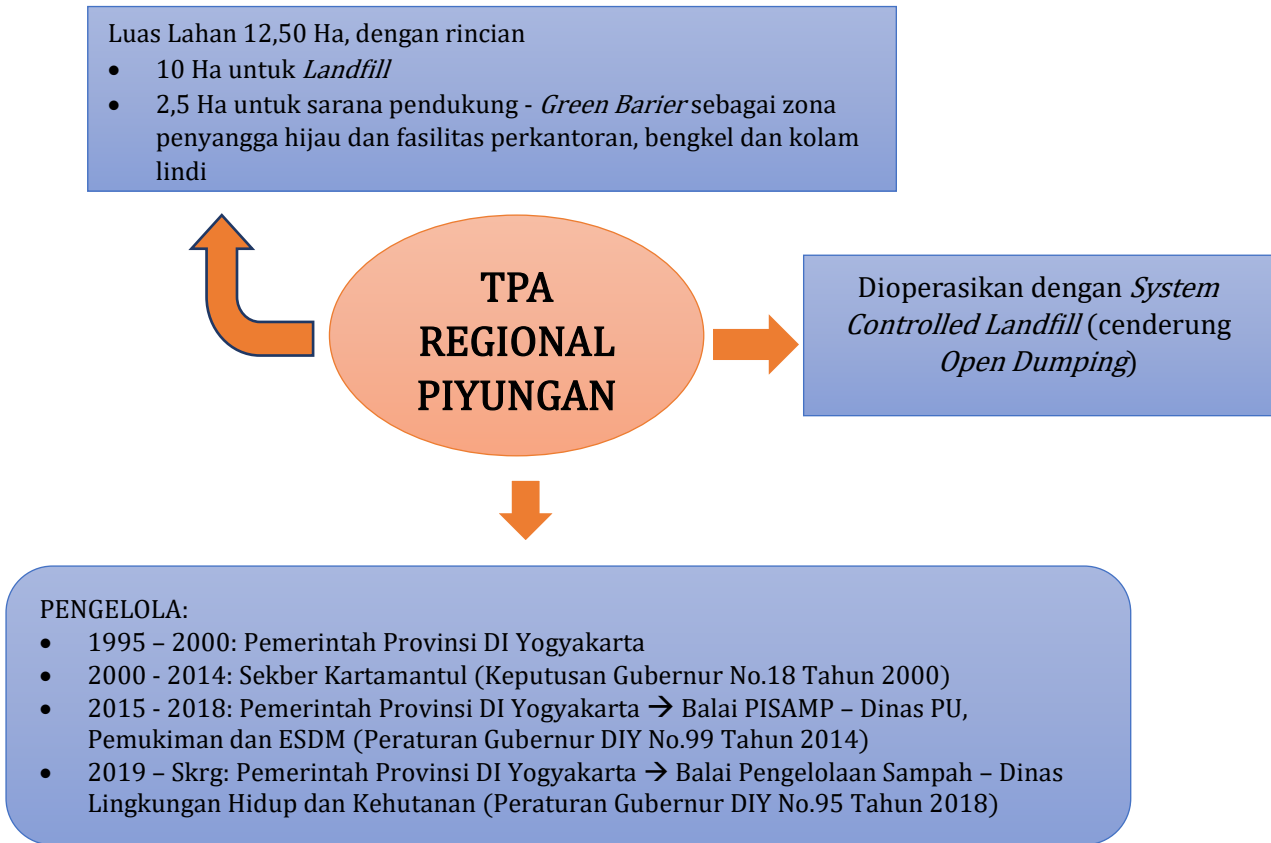 Luas Lahan 12,50 Ha, dengan rincian
• 10 Ha untuk Landfill
• 2,5 Ha untuk sarana pendukung - Green Barier sebagai zona
penyangga hijau dan fasilitas perkantoran, bengkel dan kolam
lindi
TPA
REGIONAL
PIYUNGAN
Dioperasikan dengan System
Controlled Landfill (cenderung
Open Dumping)
PENGELOLA:
• 1995 – 2000: Pemerintah Provinsi DI Yogyakarta
• 2000 - 2014: Sekber Kartamantul (Keputusan Gubernur No.18 Tahun 2000)
• 2015 - 2018: Pemerintah Provinsi DI Yogyakarta → Balai PISAMP – Dinas PU,
Pemukiman dan ESDM (Peraturan Gubernur DIY No.99 Tahun 2014)
• 2019 – Skrg: Pemerintah Provinsi DI Yogyakarta → Balai Pengelolaan Sampah – Dinas
Lingkungan Hidup dan Kehutanan (Peraturan Gubernur DIY No.95 Tahun 2018)